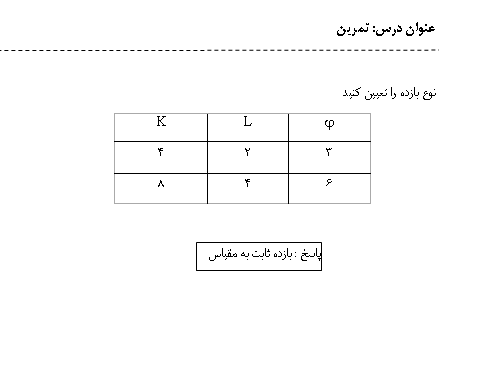 عنوان درس: تمرین
نوع بازده را تعیین کنید
K L φ
۴ ۲ ۳
۸ ۴ ۶
پاسخ : بازده ثابت به مقیاس